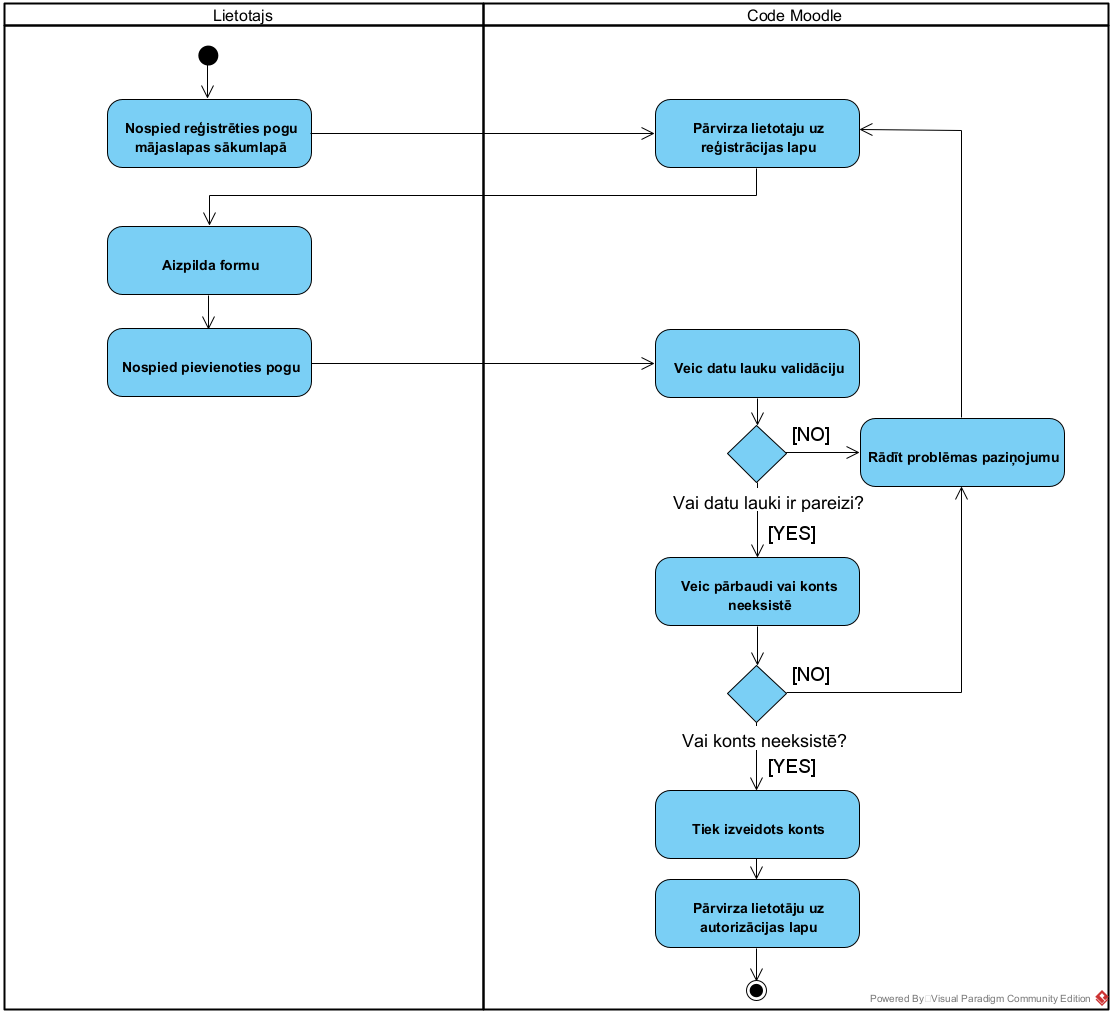 Lietotajs
Code Moodle
Nospied reģistrēties pogu
mājaslapas sākumlapā
Pārvirza lietotaju uz
reģistrācijas lapu
Aizpilda formu
Nospied pievienoties pogu
Veic datu lauku validāciju
[NO]
Rādīt problēmas paziņojumu
Vai datu lauki ir pareizi?
[YES]
Veic pārbaudi vai konts
neeksistē
[NO]
Vai konts neeksistē?
[YES]
Tiek izveidots konts
Pārvirza lietotāju uz
autorizācijas lapu
Powered By Visual Paradigm Community Edition